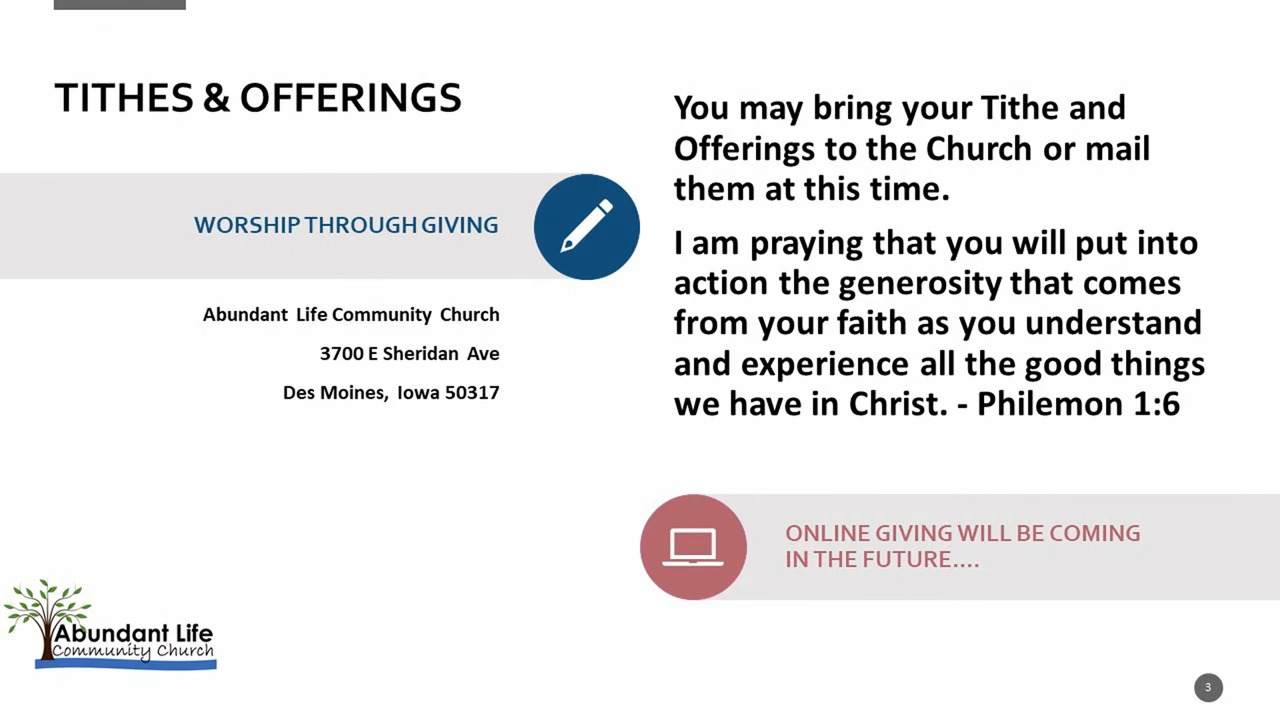 TITHES & OFFERINGS
WORSHIP THROUGH GIVING
Abundant Life Community Church
3700 E Sheridan Ave
Des Moines, Iowa 50317
You may bring your Tithe and
Offerings to the Church or mail
them at this time.
I am praying that you will put into
action the generosity that comes
from your faith as you understand
and experience all the good things
we have in Christ. - Philemon 1:6
ONLINE GIVING WILL BE COMING
IN THE FUTURE....
Abundant Life
Community Church
3